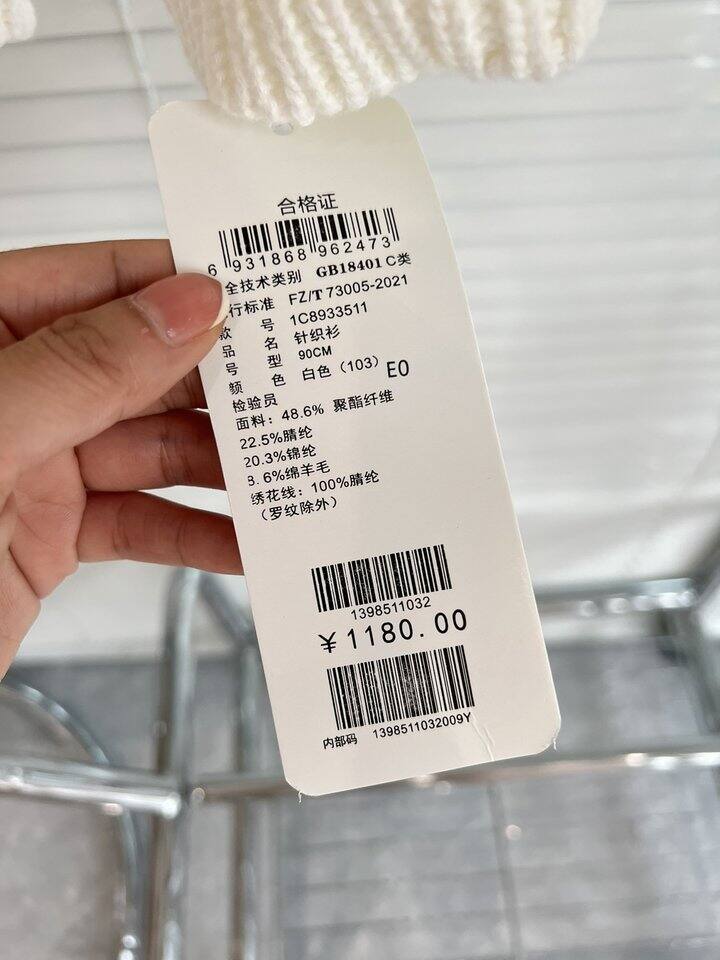 合格证
6 931868 962473
全技术类别 GB18401 C类
行标准 FZ/T 73005-2021
款 号 1C8933511
品 名 针织衫
号 型 90CM
颜 色 白色（103） E0
检验员
面料：48.6% 聚酯纤维
22.5%腈纶
20.3%锦纶
8.6%绵羊毛
绣花线：100%腈纶
（罗纹除外）
1398511032
￥1180.00
内部码 1398511032009Y